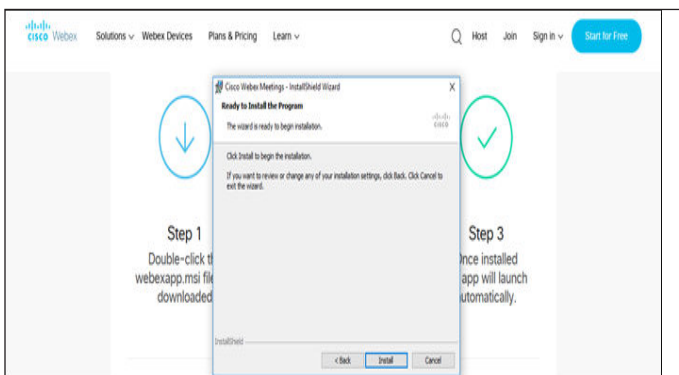 CISCO Webex
Solutions Webex Devices Plans & Pricing Learn
Host Join Sign in Start for Free
Cisco Webex Meetings - InstallShield Wizard X
Ready to Install the Program
The wizard is ready to begin installation.
CISCO
Click Install to begin the installation.
If you want to review or change any of your installation settings, click Back. Click Cancel to
exit the wizard.
InstallShield
< Back Install Cancel
Step 1
Double-click
webexapp.msi
downloaded
Step 3
installed
app will launch
automatically.